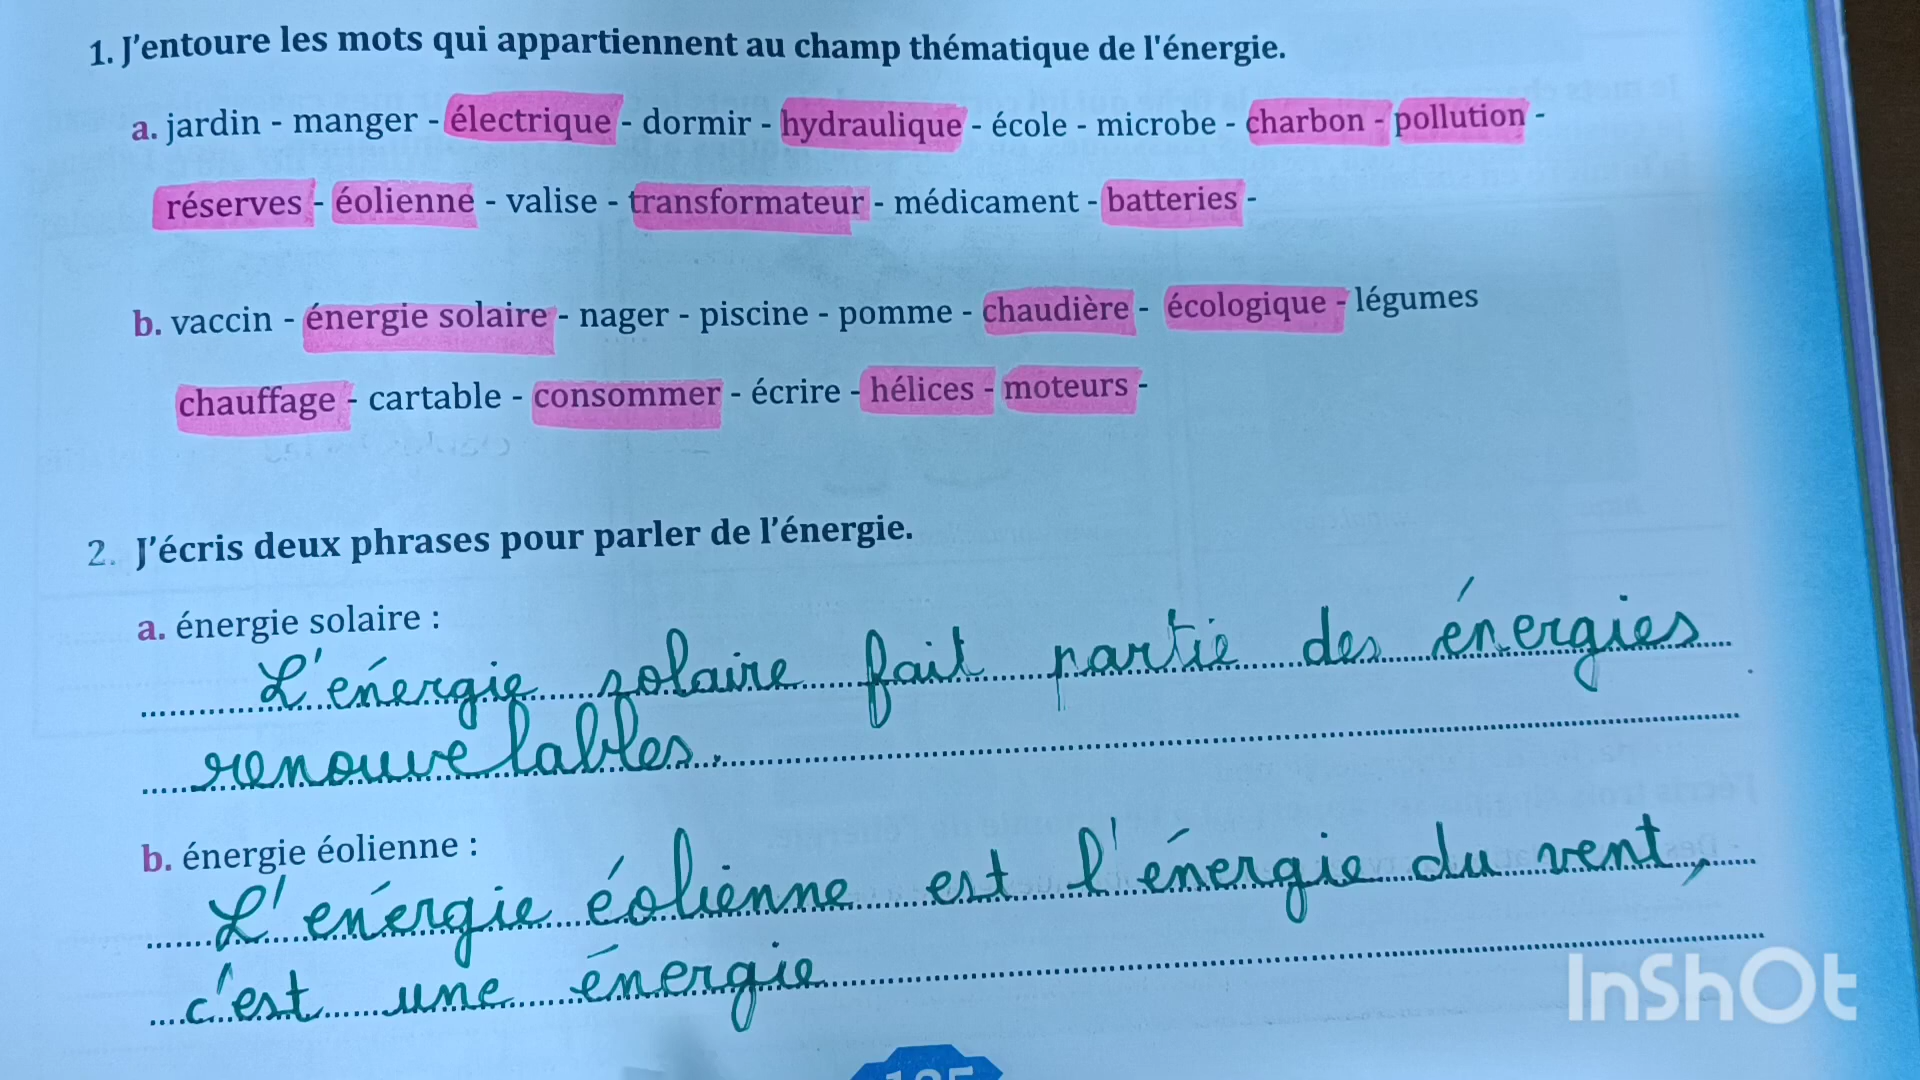 1. J'entoure les mots qui appartiennent au champ thématique de l'énergie.
a. jardin - manger - électrique - dormir - hydraulique - école - microbe - charbon - pollution -
réserves - éolienne - valise - transformateur - médicament - batteries -
b. vaccin - énergie solaire - nager - piscine - pomme - chaudière - écologique - légumes
chauffage - cartable - consommer - écrire - hélices - moteurs -
2. J'écris deux phrases pour parler de l'énergie.
a. énergie solaire :
L'énergie solaire fait partie des énergies
renouvelables.
b. énergie éolienne :
L'énergie éolienne est l'énergie du vent,
c'est une énergie
InShOt